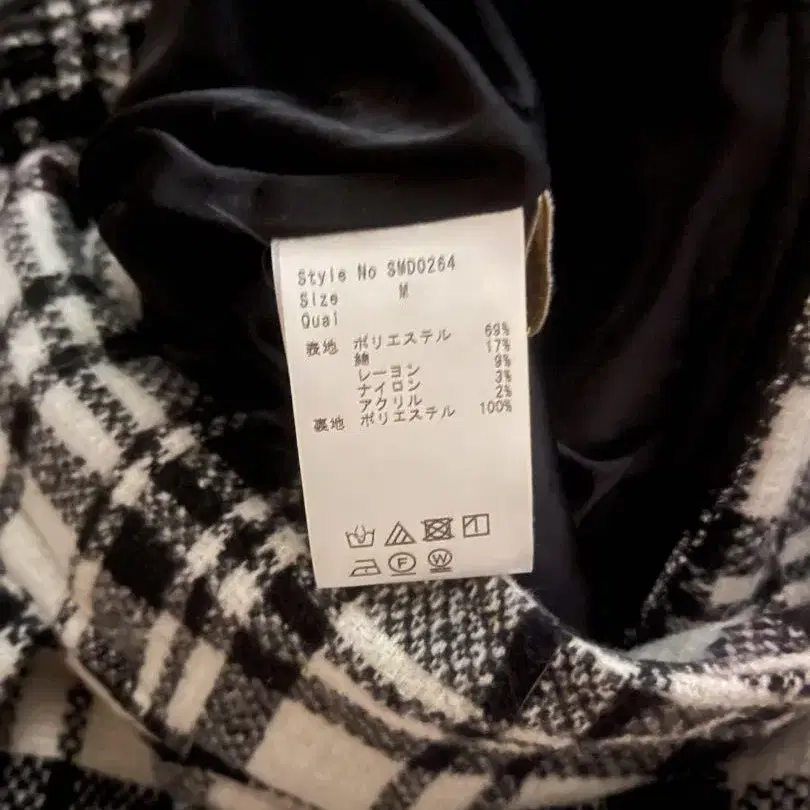 Style No SMD0264
Size M
Qual
表地 ポリエステル 69%
綿 17%
レーヨン 9%
ナイロン 3%
アクリル 2%
裏地 ポリエステル 100%
F W